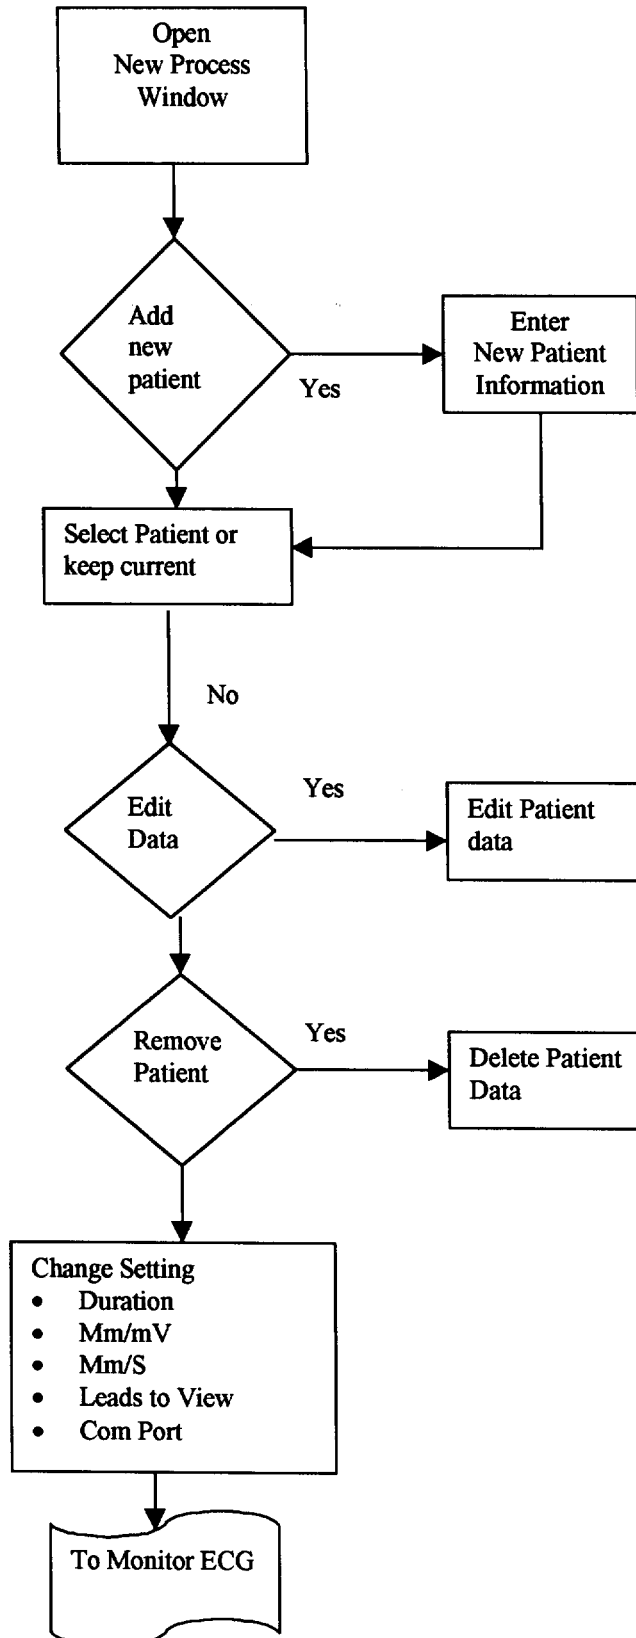 Open
New Process
Window
Add
new
patient
Yes
Enter
New Patient
Information
Select Patient or
keep current
No
Edit
Data
Yes
Edit Patient
data
Remove
Patient
Yes
Delete Patient
Data
Change Setting
• Duration
• Mm/mV
• Mm/S
• Leads to View
• Com Port
To Monitor ECG